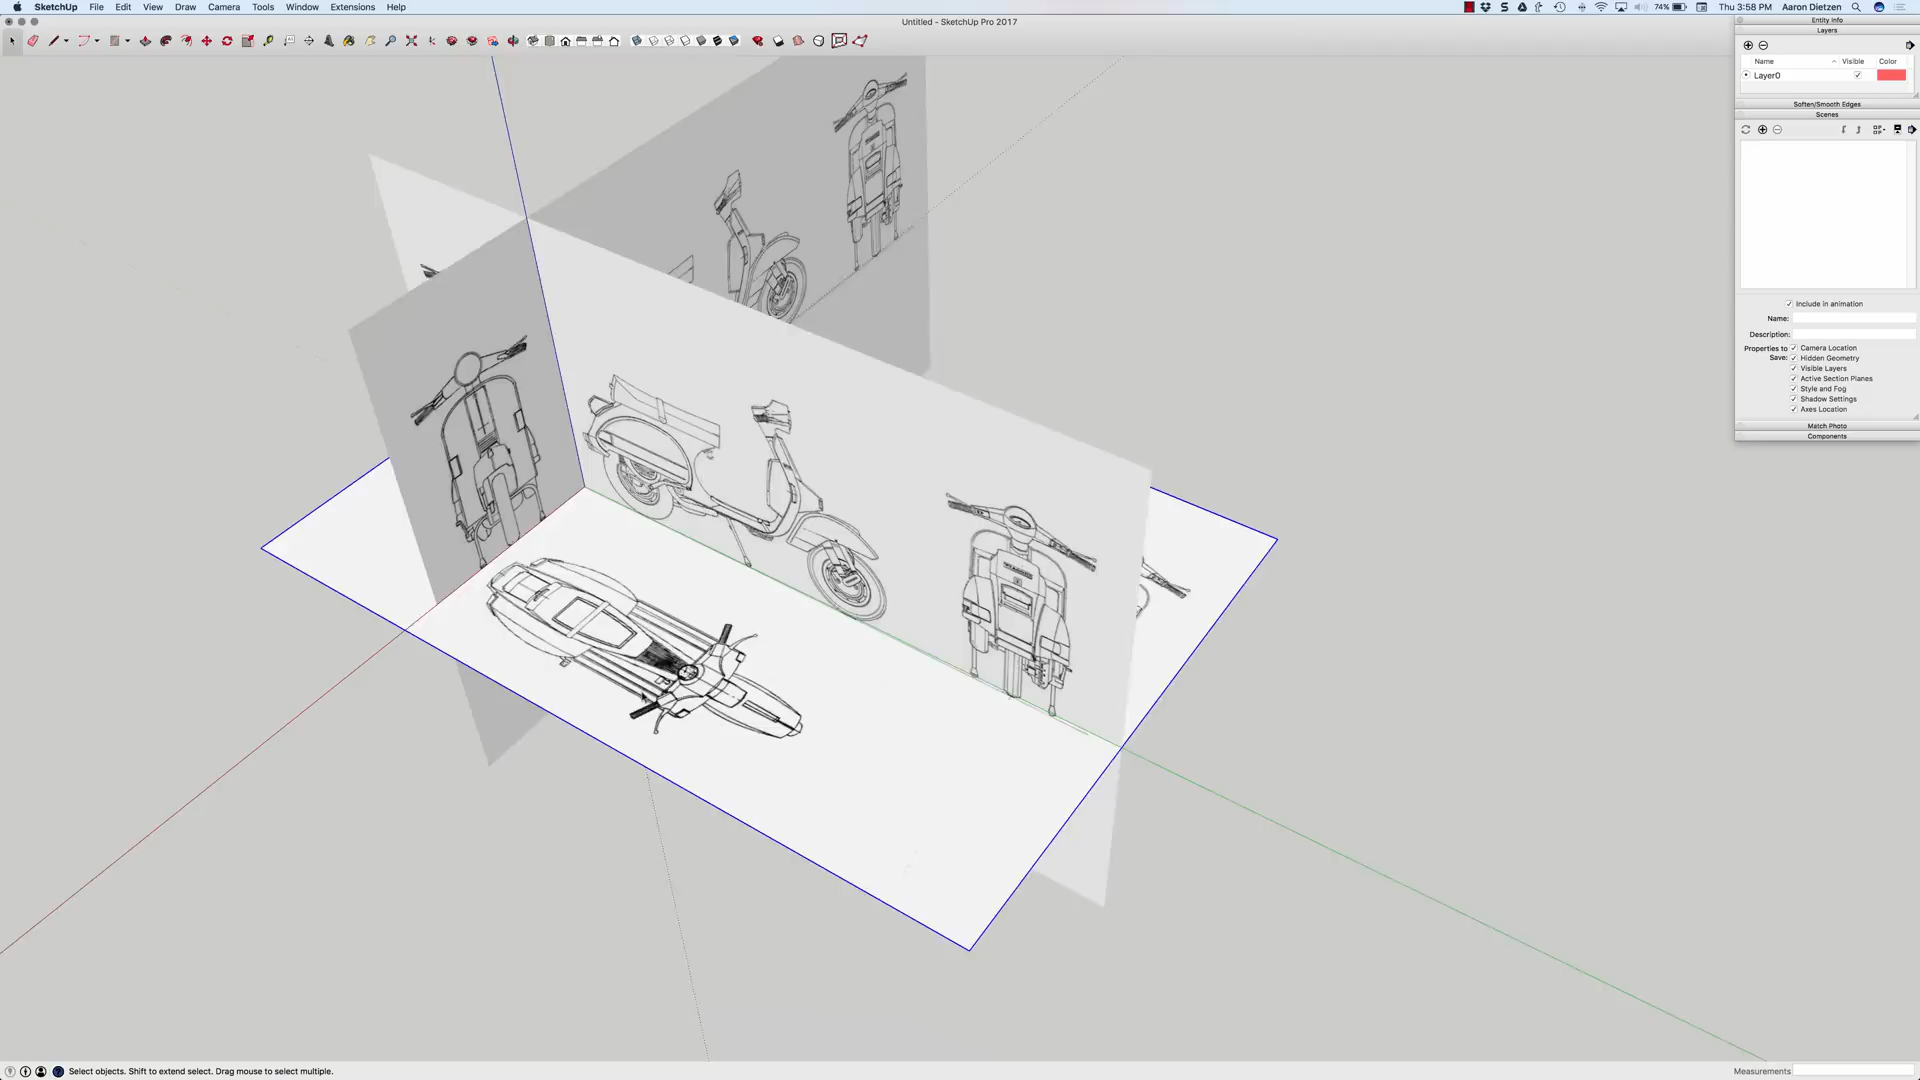 SketchUp File Edit View Camera Draw Tools Window Extensions Help
74% Thu 3:58 PM Aaron Dietzen
Untitled - SketchUp Pro 2017
Entity Info
Layers
Name Visible Color
Layer0
Soften/Smooth Edges
Scenes
Include in animation
Name:
Description:
Properties to Save:
Camera Location
Hidden Geometry
Visible Layers
Active Section Planes
Style and Fog
Shadow Settings
Axes Location
Match Photo
Components
Select objects. Shift to extend select. Drag mouse to select multiple.
Measurements